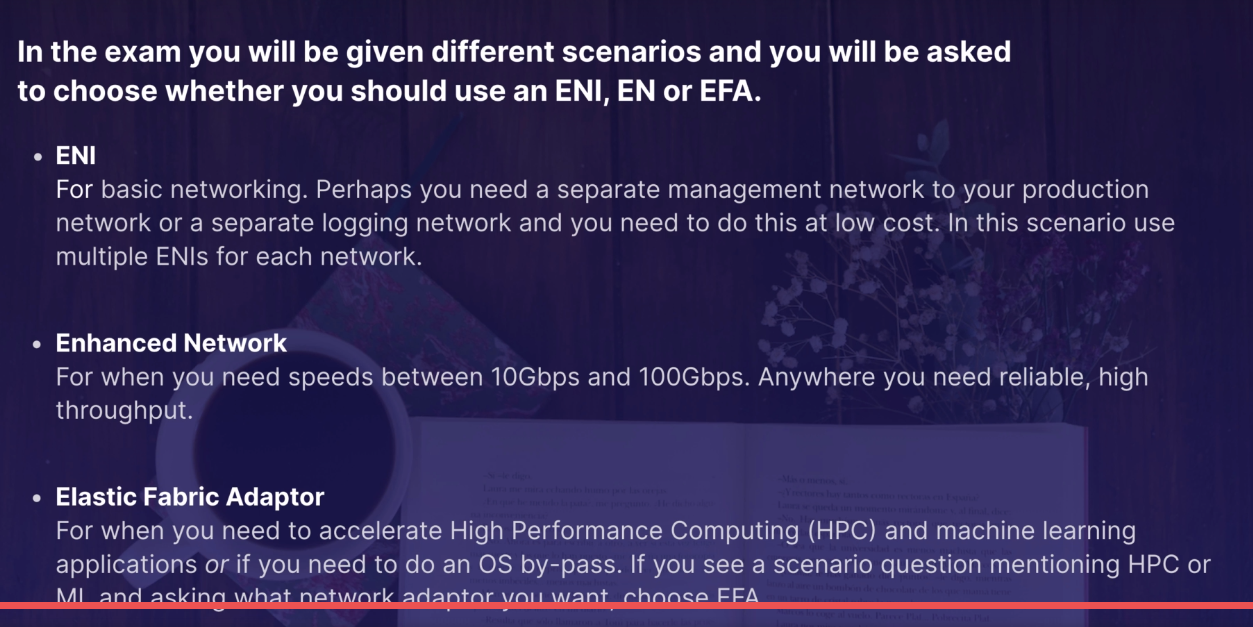 In the exam you will be given different scenarios and you will be asked
to choose whether you should use an ENI, EN or EFA.
• ENI
For basic networking. Perhaps you need a separate management network to your production
network or a separate logging network and you need to do this at low cost. In this scenario use
multiple ENIs for each network.
• Enhanced Network
For when you need speeds between 10Gbps and 100Gbps. Anywhere you need reliable, high
throughput.
• Elastic Fabric Adaptor
For when you need to accelerate High Performance Computing (HPC) and machine learning
applications or if you need to do an OS by-pass. If you see a scenario question mentioning HPC or
ML and asking what network adaptor you want, choose EFA